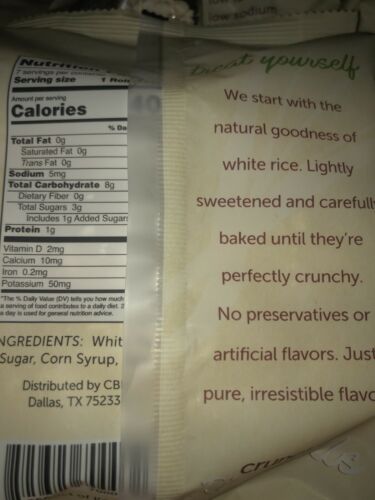 low sodium
Nutrition
7 servings per container
Serving size 1 Roll
Amount per serving
Calories 40
% Da
Total Fat 0g
Saturated Fat 0g
Trans Fat 0g
Sodium 5mg
Total Carbohydrate 8g
Dietary Fiber 0g
Total Sugars 3g
Includes 1g Added Sugars
Protein 1g
Vitamin D 2mg
Calcium 10mg
Iron 0.2mg
Potassium 50mg
*The % Daily Value (DV) tells you how much
a serving of food contributes to a daily diet. 2
a day is used for general nutrition advice.
NGREDIENTS: Whit
Sugar, Corn Syrup,
Distributed by CB
Dallas, TX 75233
treat yourself
We start with the
natural goodness of
white rice. Lightly
sweetened and carefull
baked until they're
perfectly crunchy.
No preservatives or
artificial flavors. Just
pure, irresistible flavo